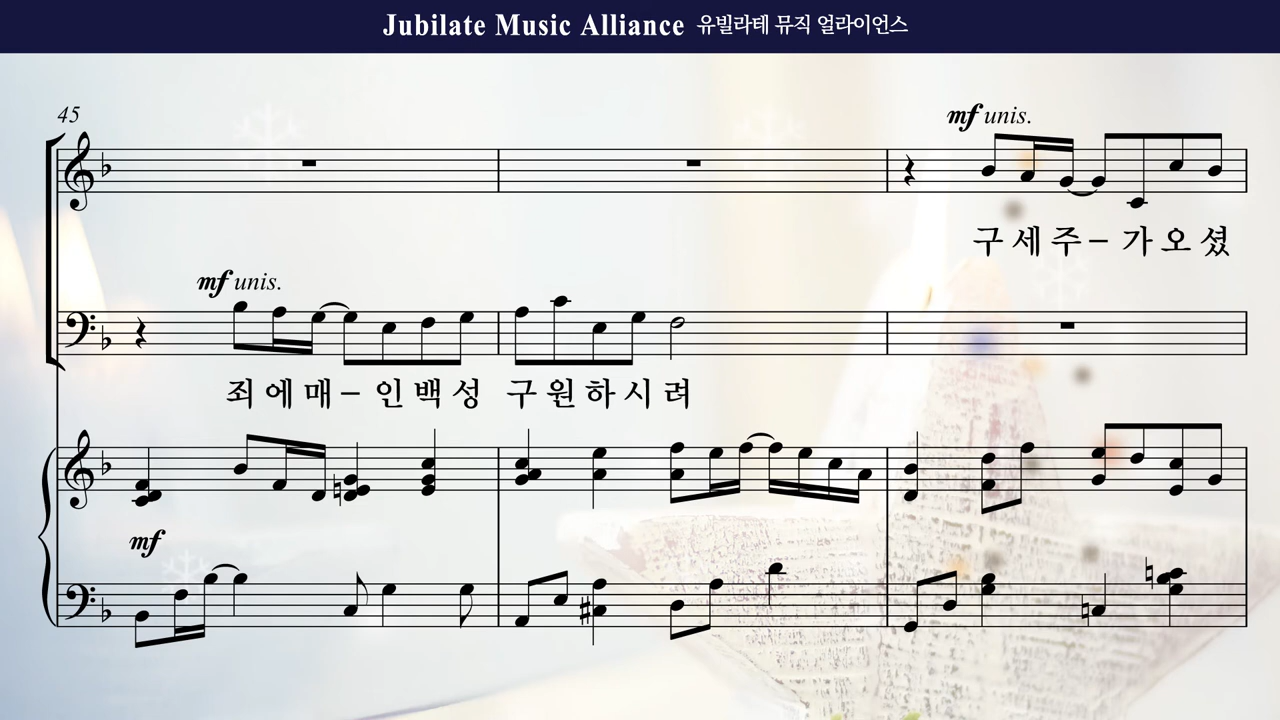 Jubilate Music Alliance 유빌라테 뮤직 얼라이언스
45
mf unis.
구 세 주 – 가 오 셨
mf unis.
죄 에 매 – 인 백 성 구 원 하 시 려
mf